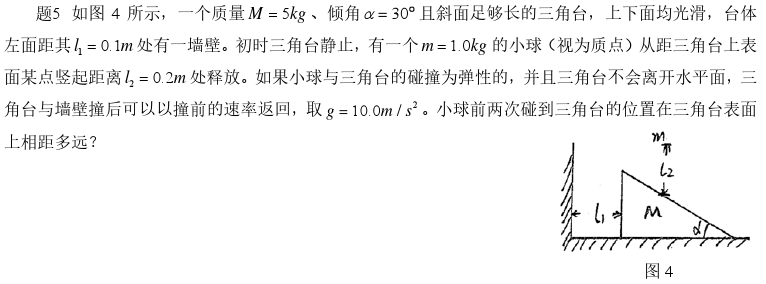 题5 如图 4 所示，一个质量 M = 5kg 、倾角 α = 30° 且斜面足够长的三角台，上下面均光滑，台体
左面距其 l₁ = 0.1m 处有一墙壁。初时三角台静止，有一个 m = 1.0kg 的小球（视为质点）从距三角台上表
面某点竖起距离 l₂ = 0.2m 处释放。如果小球与三角台的碰撞为弹性的，并且三角台不会离开水平面，三
角台与墙壁撞后可以以撞前的速率返回，取 g = 10.0m / s² 。小球前两次碰到三角台的位置在三角台表面
上相距多远？
m
l₂
l₁ M α
图 4